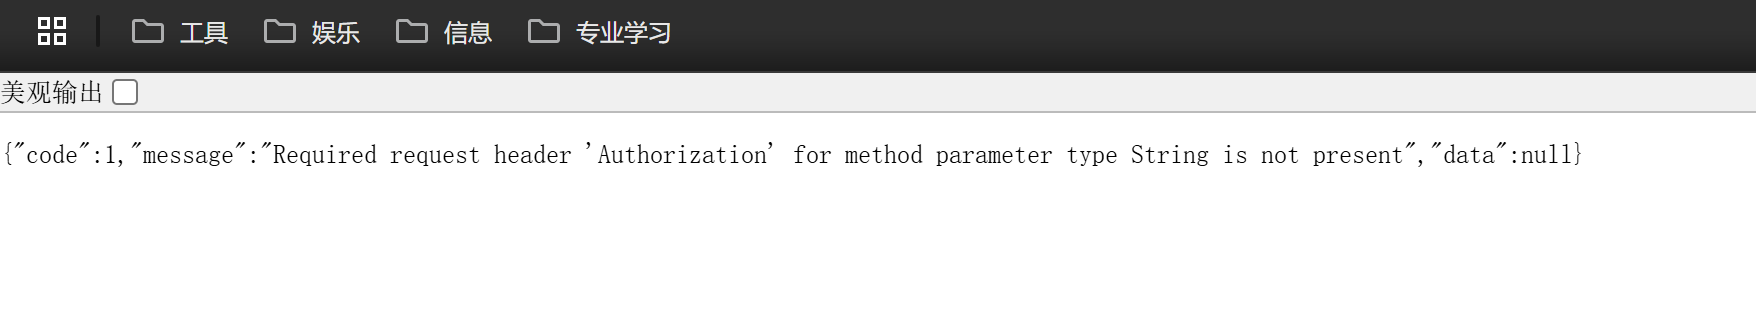 工具 娱乐 信息 专业学习
美观输出
{"code":1,"message":"Required request header 'Authorization' for method parameter type String is not present","data":null}